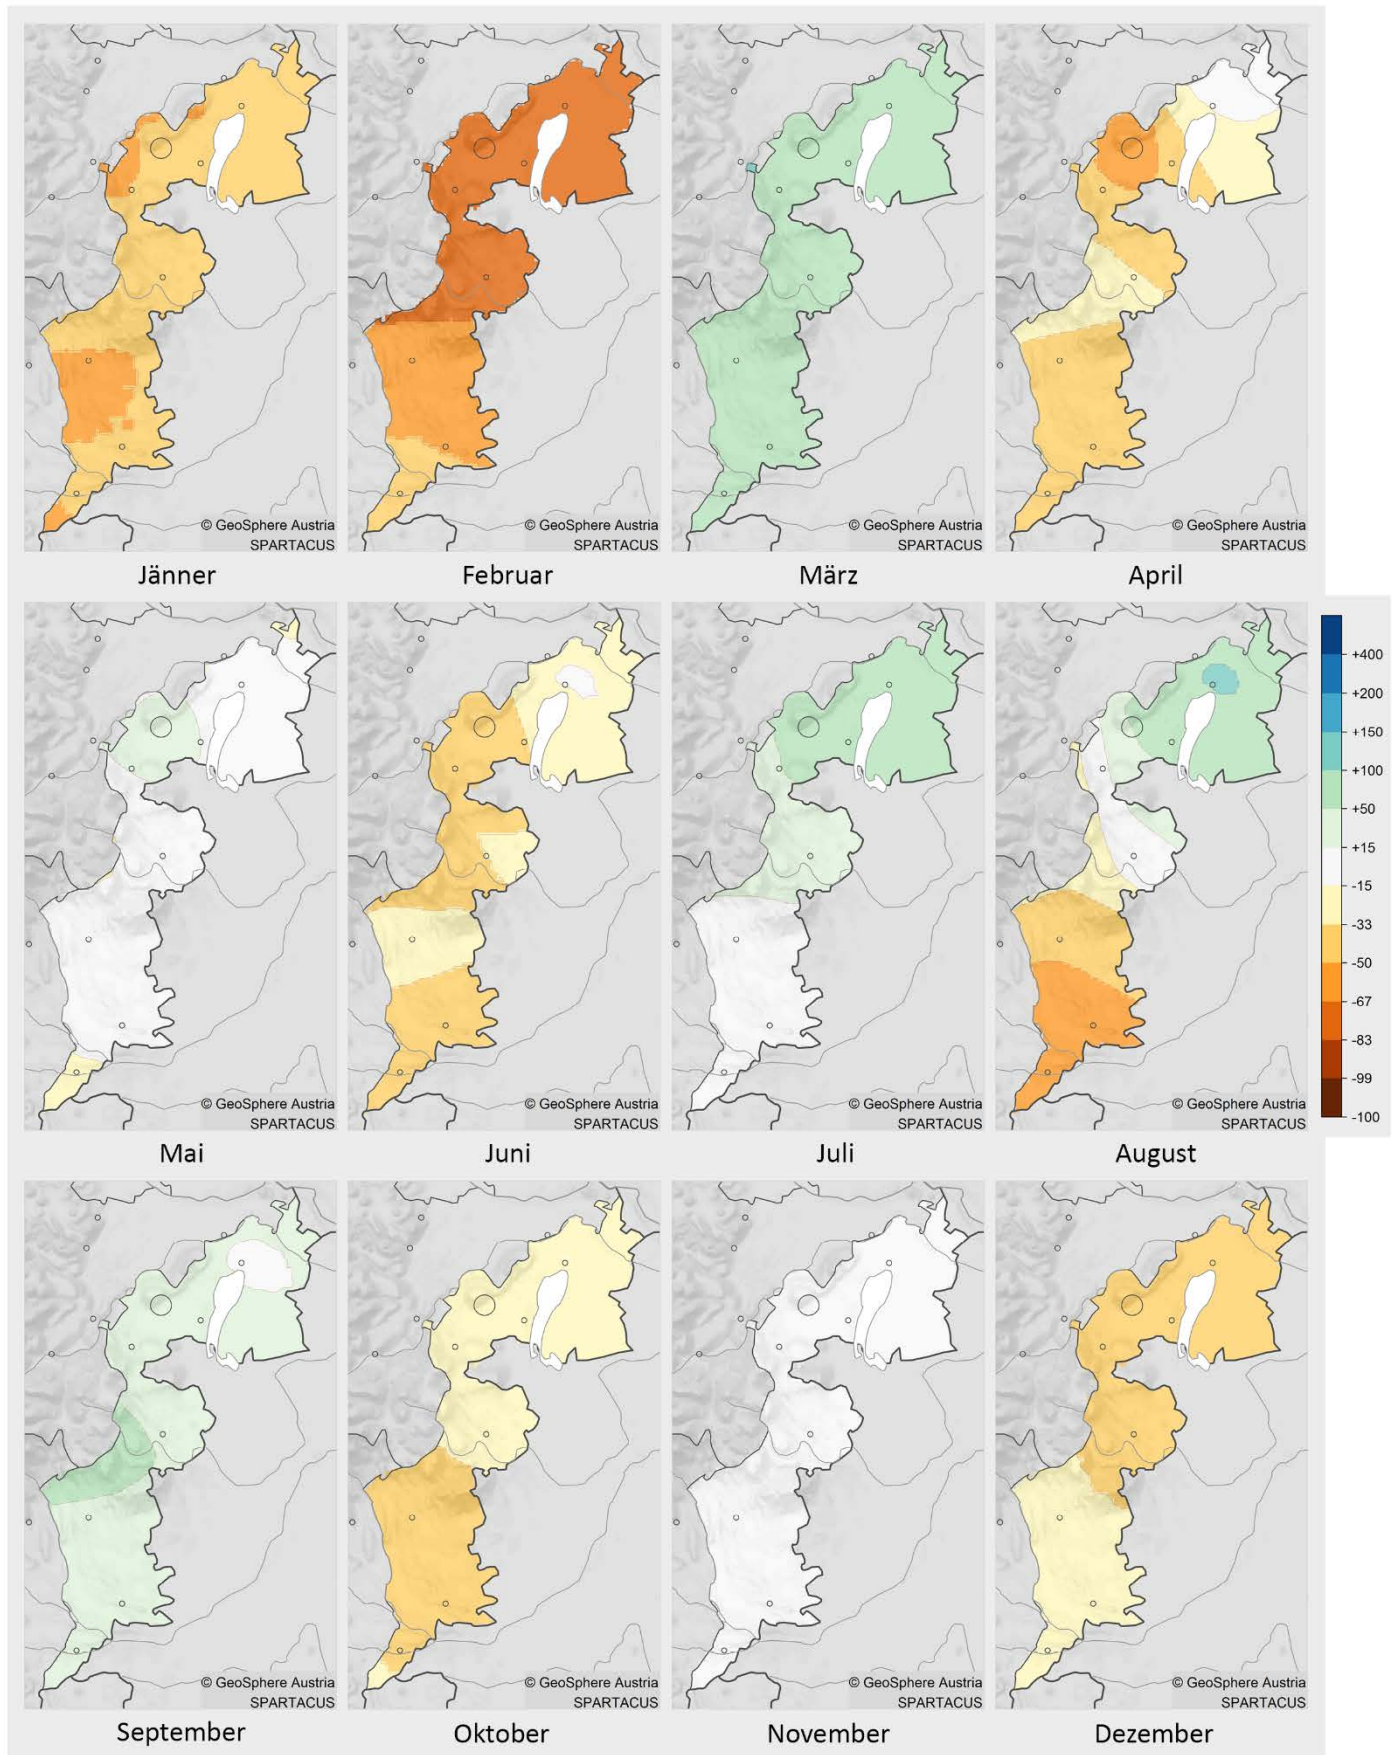 © GeoSphere Austria
SPARTACUS
© GeoSphere Austria
SPARTACUS
© GeoSphere Austria
SPARTACUS
© GeoSphere Austria
SPARTACUS
Jänner
Februar
März
April
© GeoSphere Austria
SPARTACUS
© GeoSphere Austria
SPARTACUS
© GeoSphere Austria
SPARTACUS
© GeoSphere Austria
SPARTACUS
Mai
Juni
Juli
August
+400
+200
+150
+100
+50
+15
-15
-33
-50
-67
-83
-99
-100
© GeoSphere Austria
SPARTACUS
© GeoSphere Austria
SPARTACUS
© GeoSphere Austria
SPARTACUS
© GeoSphere Austria
SPARTACUS
September
Oktober
November
Dezember